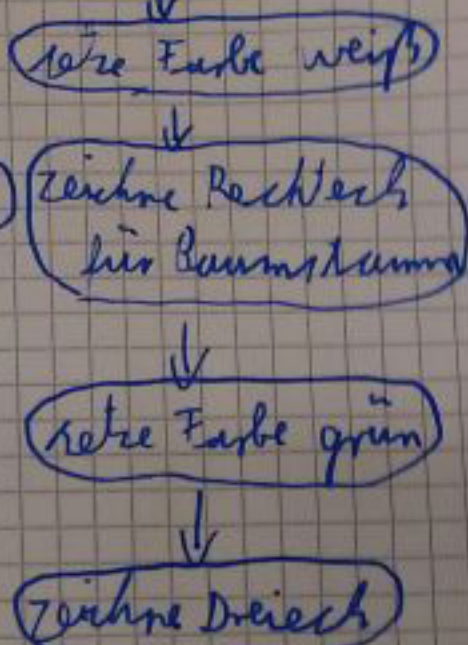 setze Farbe weiß
zeichne Rechteck
für Baumstamm
setze Farbe grün
zeichne Dreieck